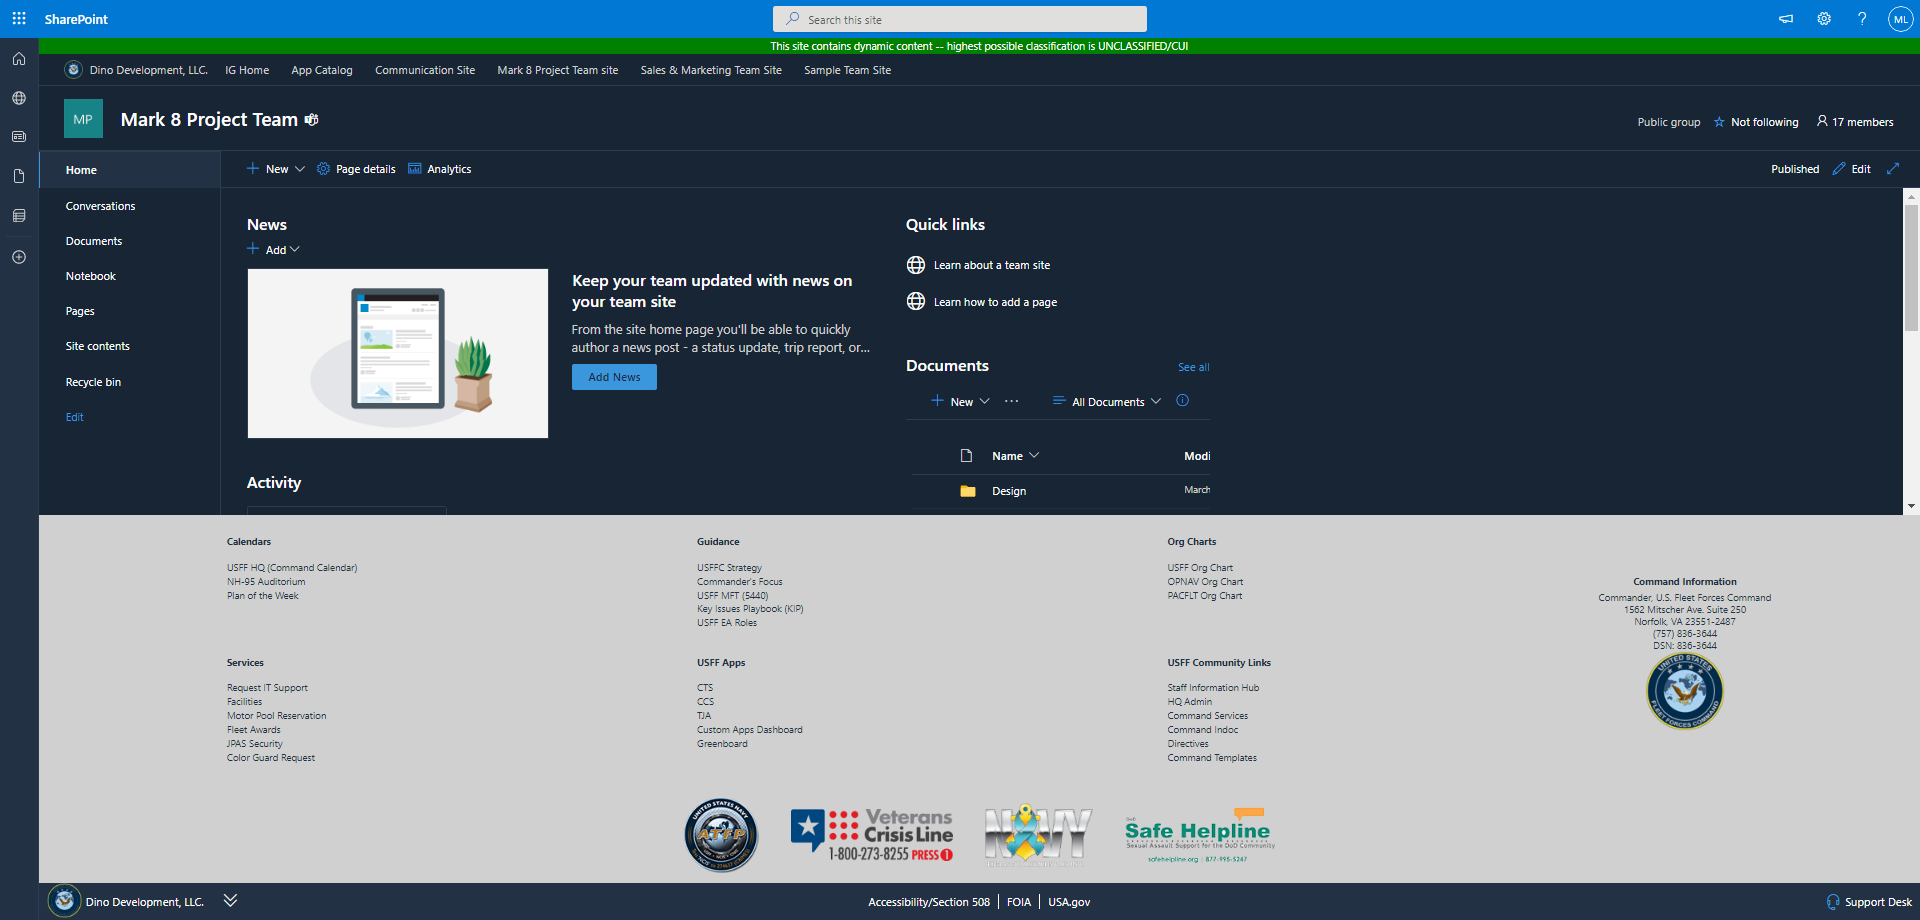 SharePoint
Search this site
ML
This site contains dynamic content -- highest possible classification is UNCLASSIFIED/CUI
Dino Development, LLC.
IG Home
App Catalog
Communication Site
Mark 8 Project Team site
Sales & Marketing Team Site
Sample Team Site
MP
Mark 8 Project Team
Public group
Not following
17 members
Home
Conversations
Documents
Notebook
Pages
Site contents
Recycle bin
Edit
New
Page details
Analytics
Published
Edit
News
Add
Keep your team updated with news on
your team site
From the site home page you'll be able to quickly
author a news post - a status update, trip report, or...
Add News
Activity
Quick links
Learn about a team site
Learn how to add a page
Documents
See all
New
All Documents
Name
Modi
Design
March
Calendars
USFF HQ (Command Calendar)
NH-95 Auditorium
Plan of the Week
Guidance
USFFC Strategy
Commander's Focus
USFF MFT (5440)
Key Issues Playbook (KIP)
USFF EA Roles
Org Charts
USFF Org Chart
OPNAV Org Chart
PACFLT Org Chart
Command Information
Commander, U.S. Fleet Forces Command
1562 Mitscher Ave. Suite 250
Norfolk, VA 23551-2487
(757) 836-3644
DSN: 836-3644
UNITED STATES
FLEET FORCES COMMAND
Services
Request IT Support
Facilities
Motor Pool Reservation
Fleet Awards
JPAS Security
Color Guard Request
USFF Apps
CTS
CCS
TJA
Custom Apps Dashboard
Greenboard
USFF Community Links
Staff Information Hub
HQ Admin
Command Services
Command Indoc
Directives
Command Templates
UNITED STATES NAVY
ATFP
Veterans
Crisis Line
1-800-273-8255 PRESS 1
NAVY
DoD
Safe Helpline
Sexual Assault Support for the DoD Community
safehelpline.org | 877-995-5247
Dino Development, LLC.
Accessibility/Section 508
FOIA
USA.gov
Support Desk